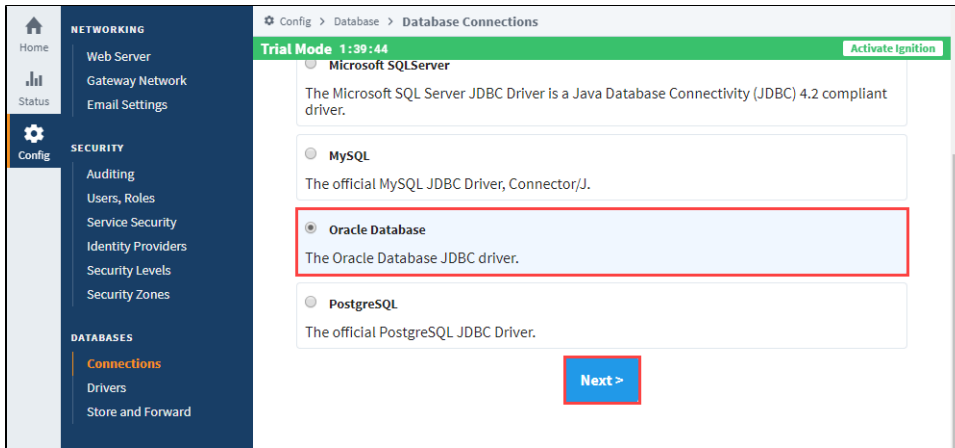 Home
Status
Config
NETWORKING
Web Server
Gateway Network
Email Settings
SECURITY
Auditing
Users, Roles
Service Security
Identity Providers
Security Levels
Security Zones
DATABASES
Connections
Drivers
Store and Forward
Config > Database > Database Connections
Trial Mode 1:39:44
Activate Ignition
Microsoft SQLServer
The Microsoft SQL Server JDBC Driver is a Java Database Connectivity (JDBC) 4.2 compliant
driver.
MySQL
The official MySQL JDBC Driver, Connector/J.
Oracle Database
The Oracle Database JDBC driver.
PostgreSQL
The official PostgreSQL JDBC Driver.
Next >